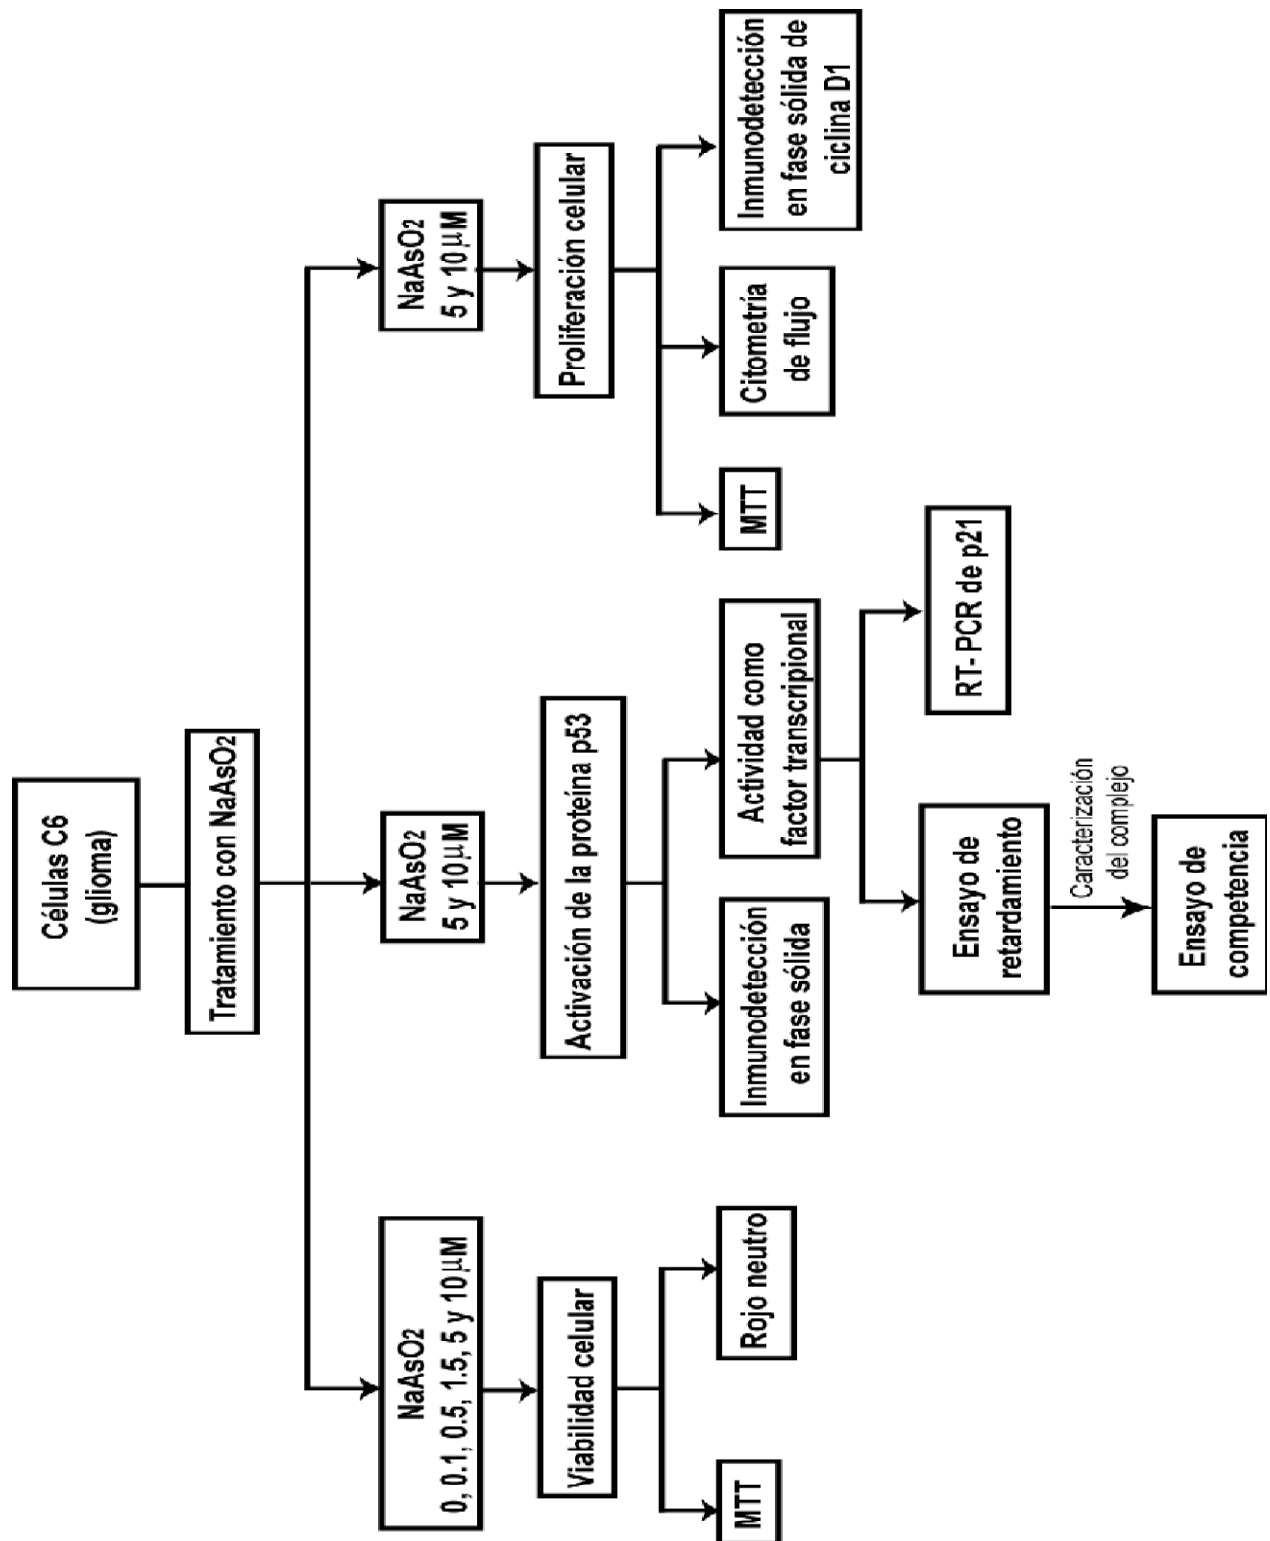 Células C6
(glioma)
Tratamiento con NaAsO2
NaAsO2
0, 0.1, 0.5, 1.5, 5 y 10µM
Viabilidad celular
MTT
Rojo neutro
NaAsO2
5 y 10µM
Activación de la proteína p53
Inmunodetección
en fase sólida
Actividad como
factor transcripional
Ensayo de
retardamiento
Caracterización
del complejo
Ensayo de
competencia
RT- PCR de p21
NaAsO2
5 y 10µM
Proliferación celular
MTT
Citometría
de flujo
Inmunodetección
en fase sólida de
ciclina D1